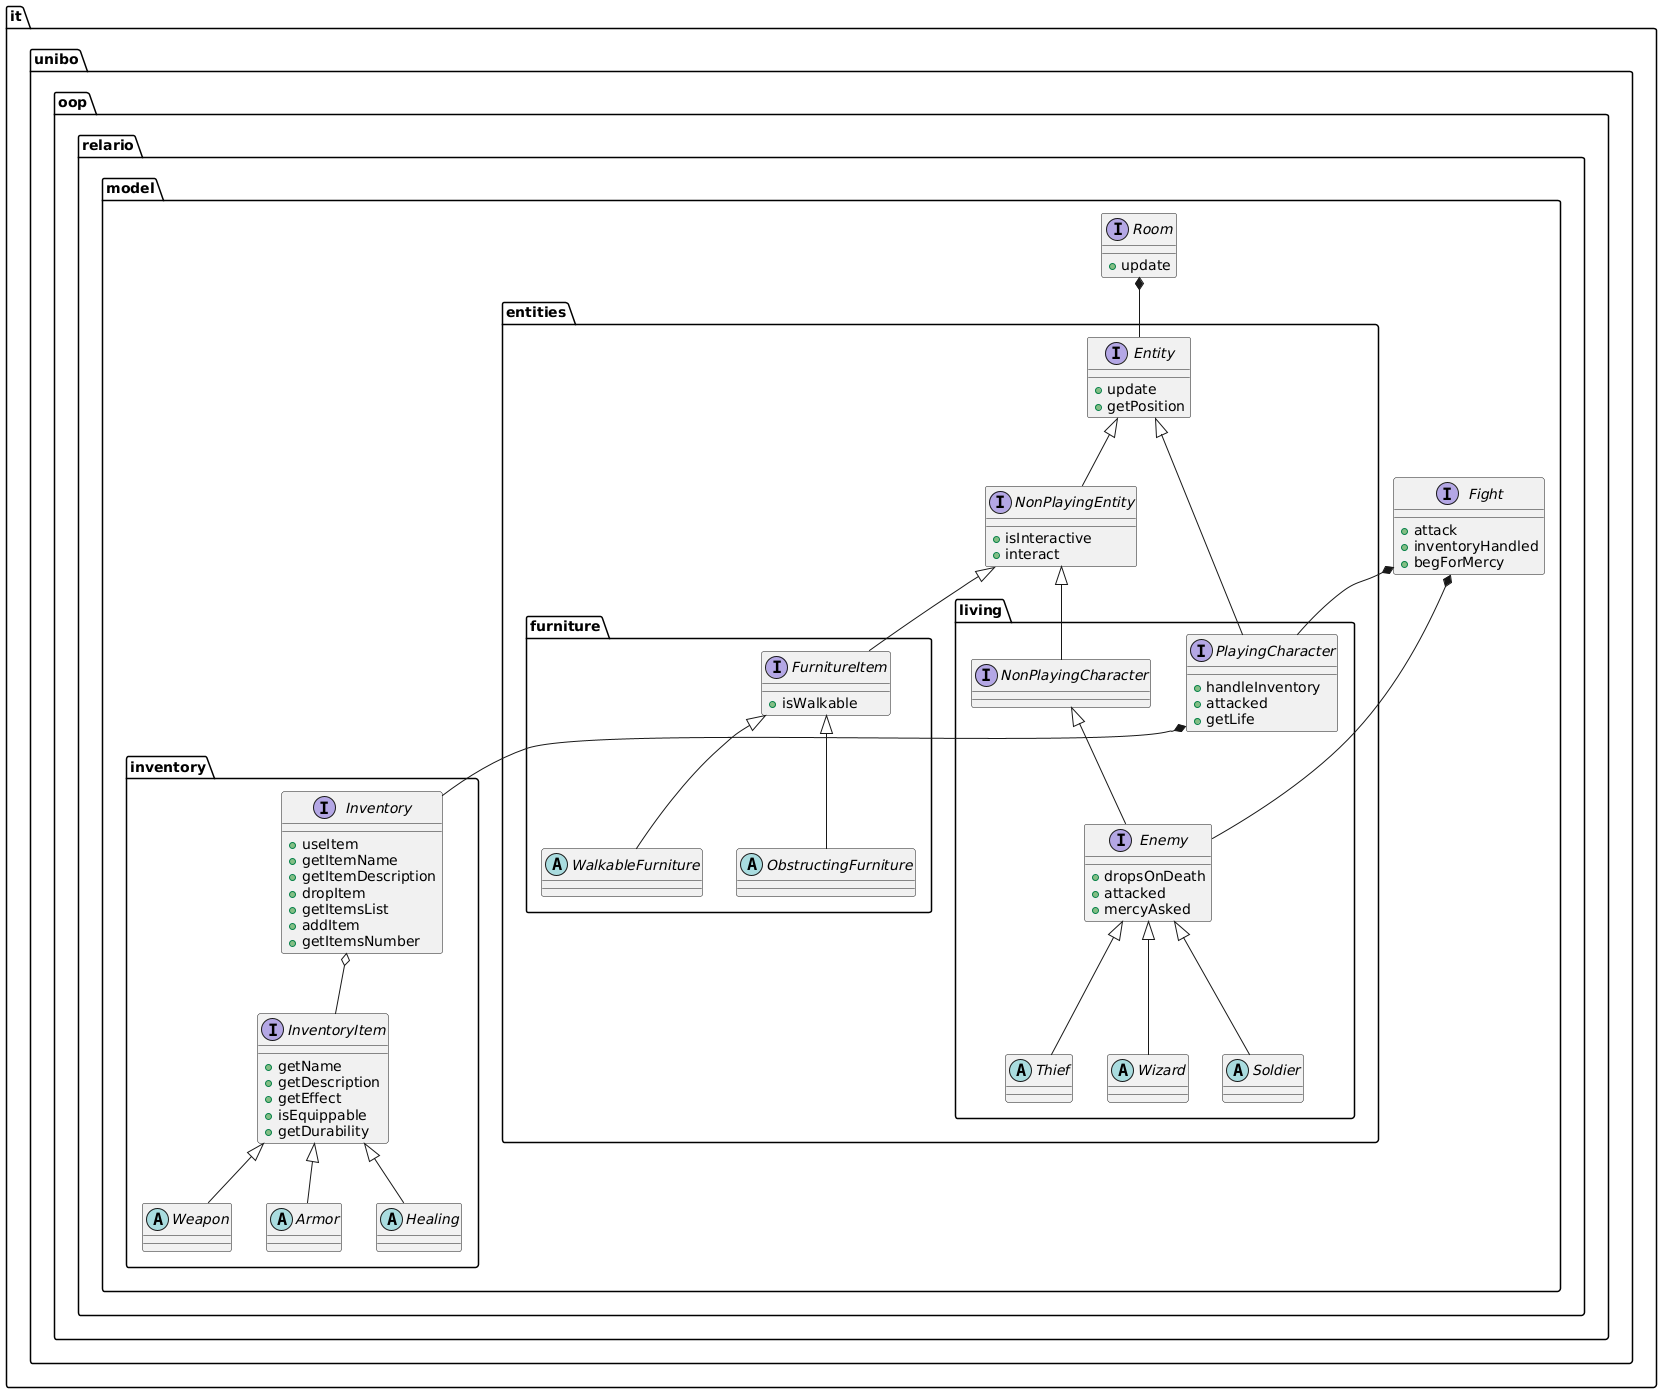 it
unibo
oop
relario
model
I Room
update
entities
I Entity
update
getPosition
I NonPlayingEntity
isInteractive
interact
I Fight
attack
inventoryHandled
begForMercy
furniture
I FurnitureItem
isWalkable
A WalkableFurniture
A ObstructingFurniture
living
I NonPlayingCharacter
I PlayingCharacter
handleInventory
attacked
getLife
I Enemy
dropsOnDeath
attacked
mercyAsked
A Thief
A Wizard
A Soldier
inventory
I Inventory
useItem
getItemName
getItemDescription
dropItem
getItemsList
addItem
getItemsNumber
I InventoryItem
getName
getDescription
getEffect
isEquippable
getDurability
A Weapon
A Armor
A Healing